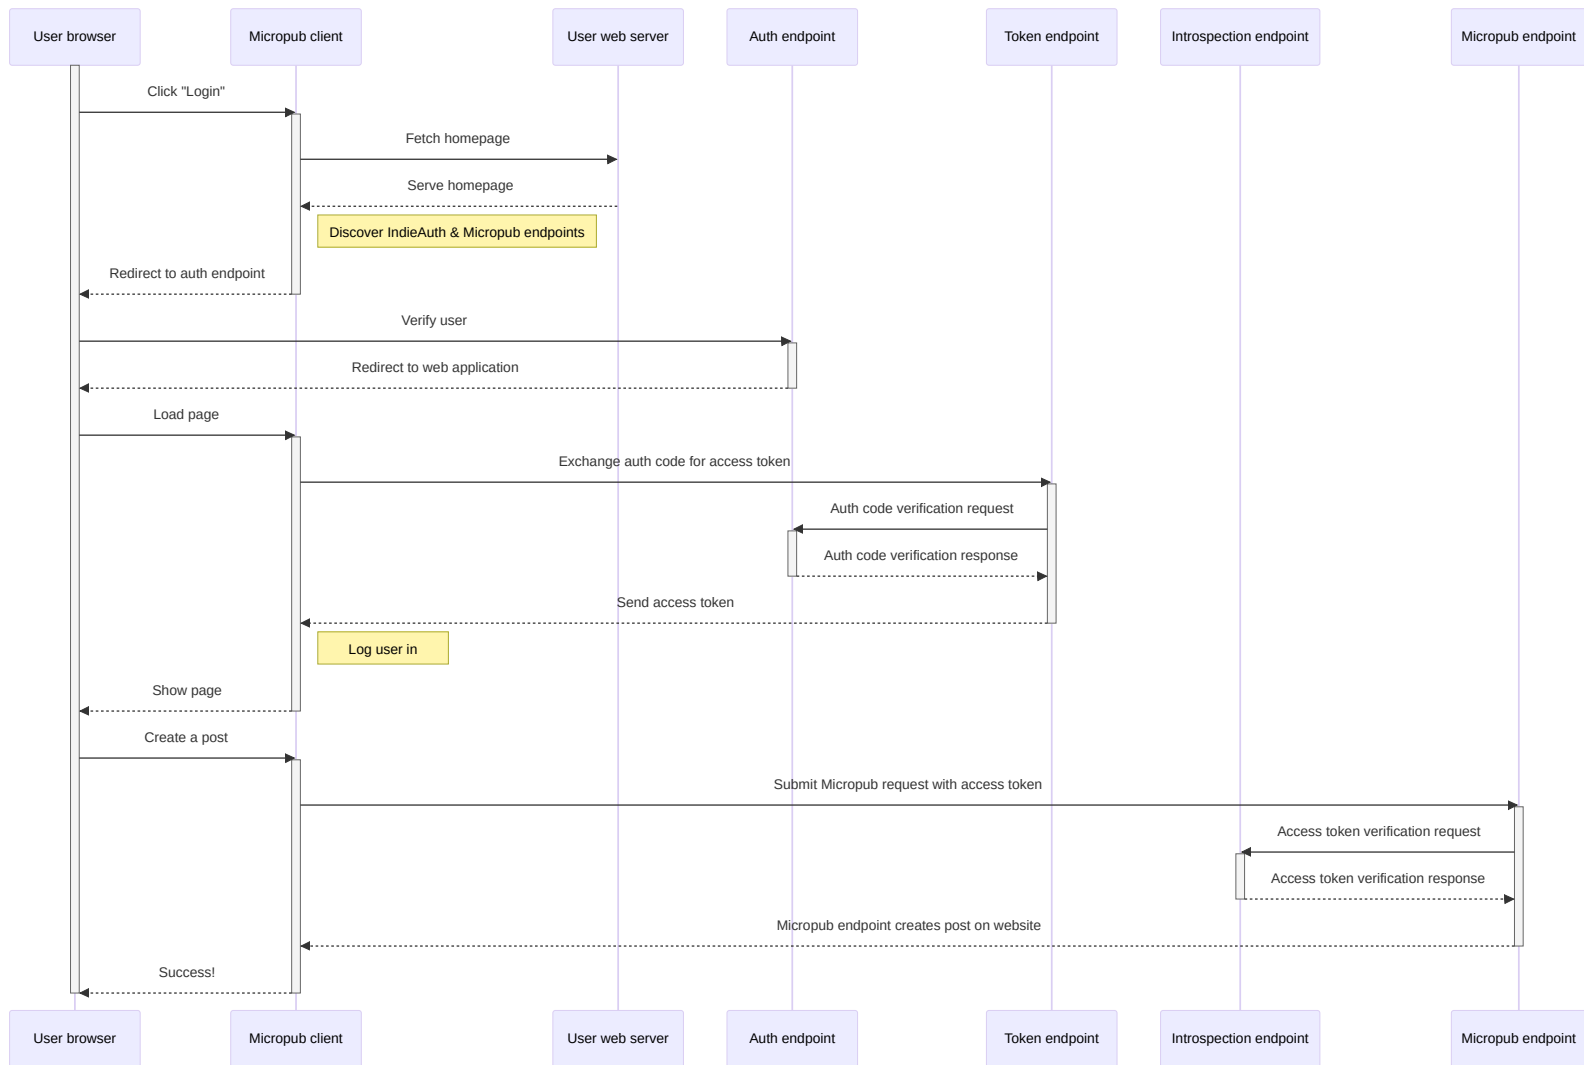 User browser
Micropub client
User web server
Auth endpoint
Token endpoint
Introspection endpoint
Micropub endpoint
Click "Login"
Fetch homepage
Serve homepage
Discover IndieAuth & Micropub endpoints
Redirect to auth endpoint
Verify user
Redirect to web application
Load page
Exchange auth code for access token
Auth code verification request
Auth code verification response
Send access token
Log user in
Show page
Create a post
Submit Micropub request with access token
Access token verification request
Access token verification response
Micropub endpoint creates post on website
Success!
User browser
Micropub client
User web server
Auth endpoint
Token endpoint
Introspection endpoint
Micropub endpoint